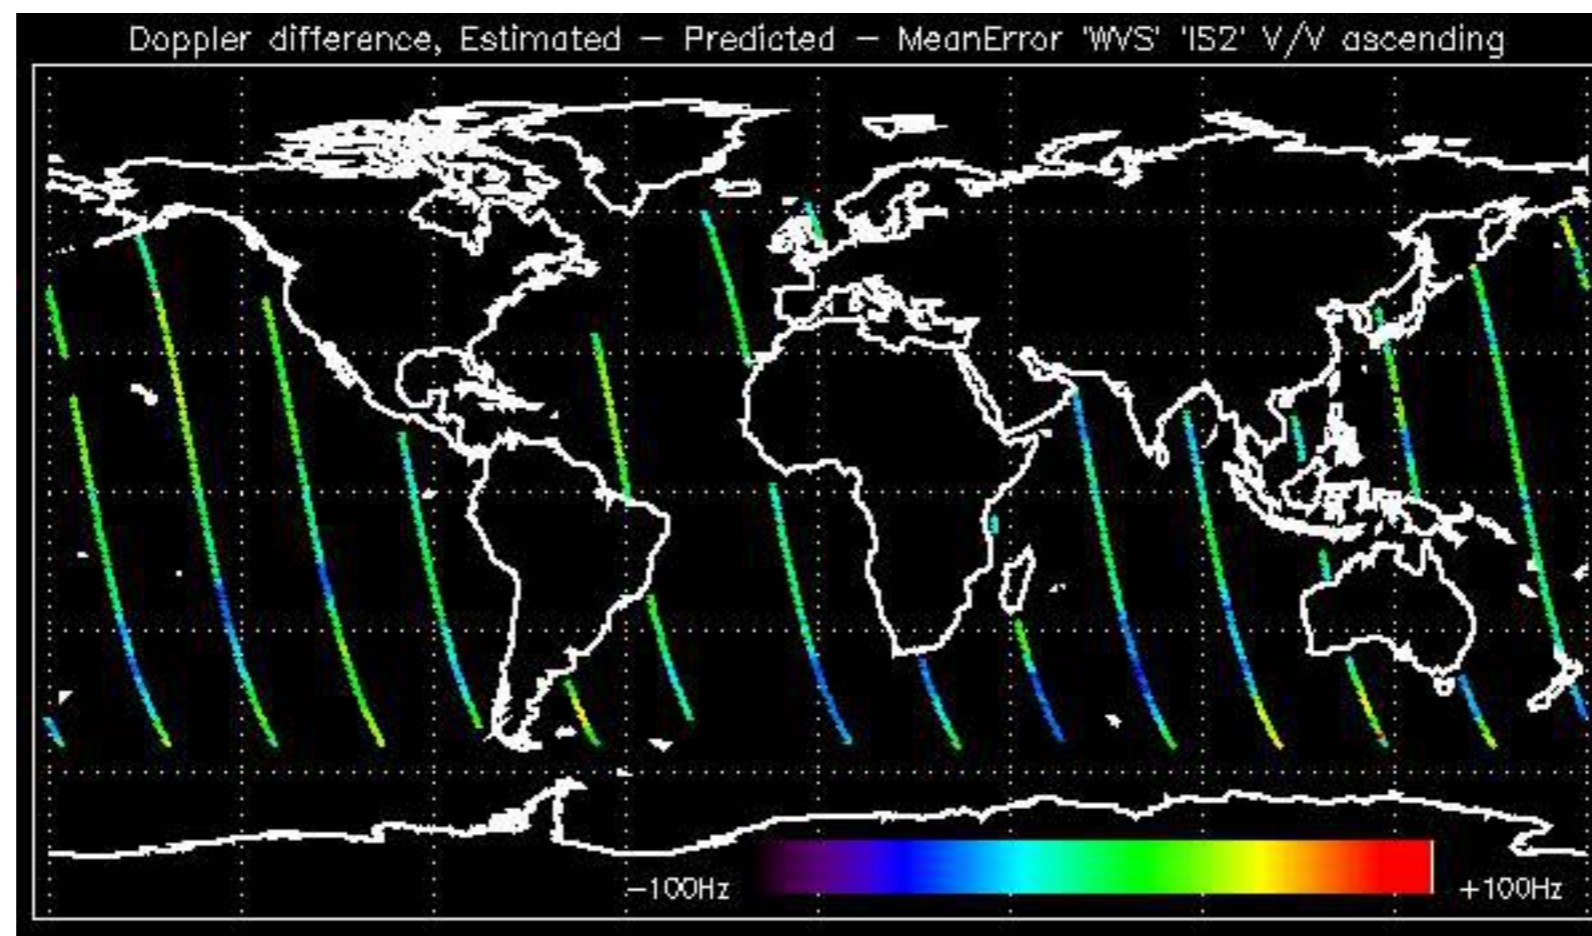 Doppler difference, Estimated - Predicted - MeanError 'WVS' 'IS2' V/V ascending
-100Hz
+100Hz